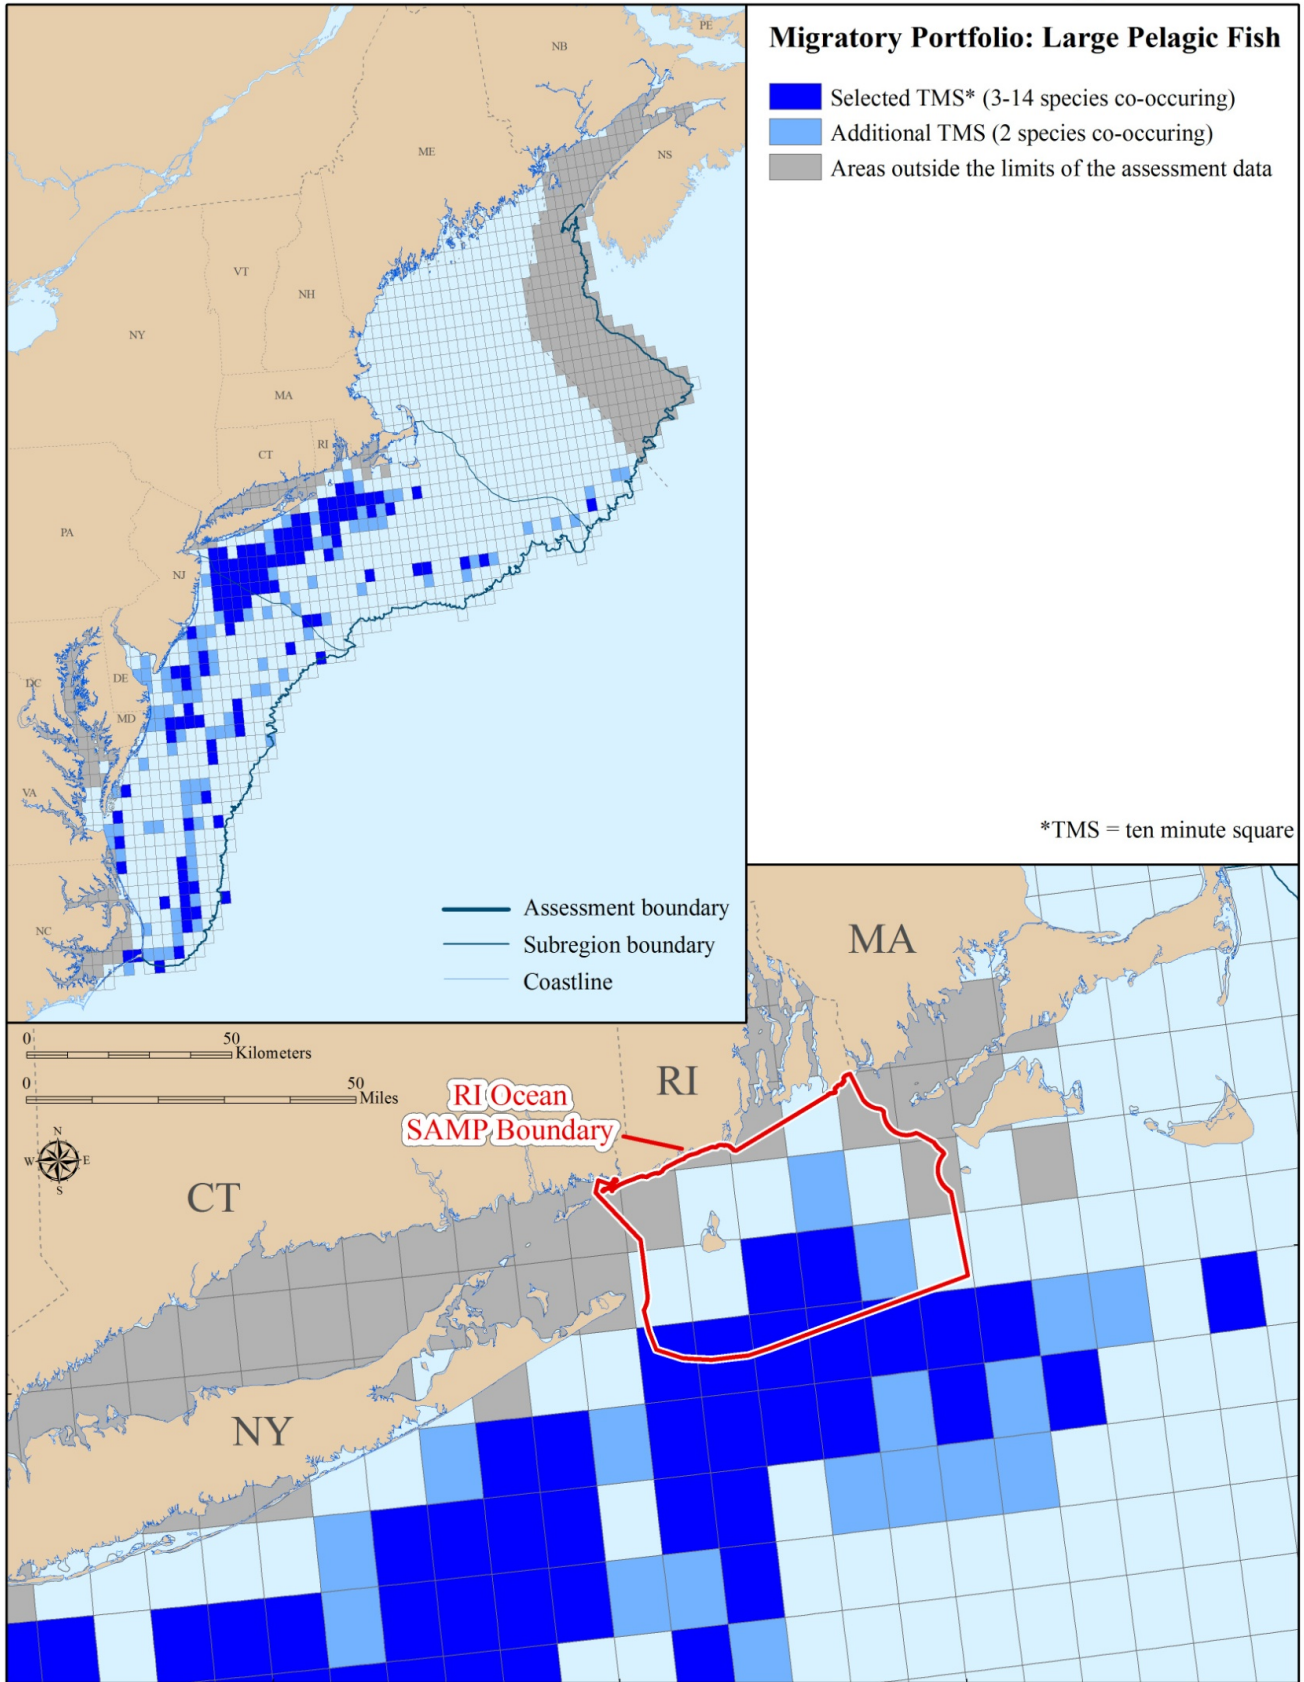 Migratory Portfolio: Large Pelagic Fish
Selected TMS* (3-14 species co-occuring)
Additional TMS (2 species co-occuring)
Areas outside the limits of the assessment data
*TMS = ten minute square
PE
NB
ME
NS
VT
NH
NY
MA
CT
RI
PA
NJ
DC
DE
MD
VA
NC
Assessment boundary
Subregion boundary
Coastline
0 50
Kilometers
0 50
Miles
N
W E
S
RI Ocean
SAMP Boundary
MA
RI
CT
NY